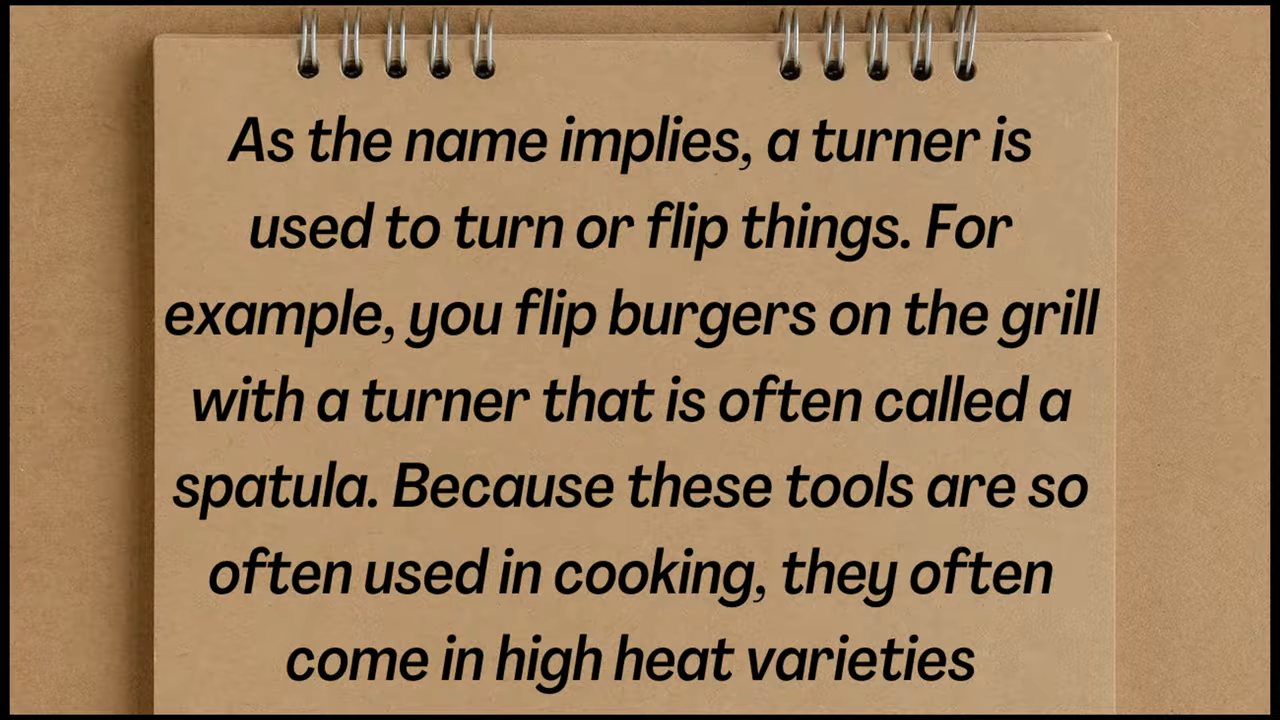 As the name implies, a turner is
used to turn or flip things. For
example, you flip burgers on the grill
with a turner that is often called a
spatula. Because these tools are so
often used in cooking, they often
come in high heat varieties